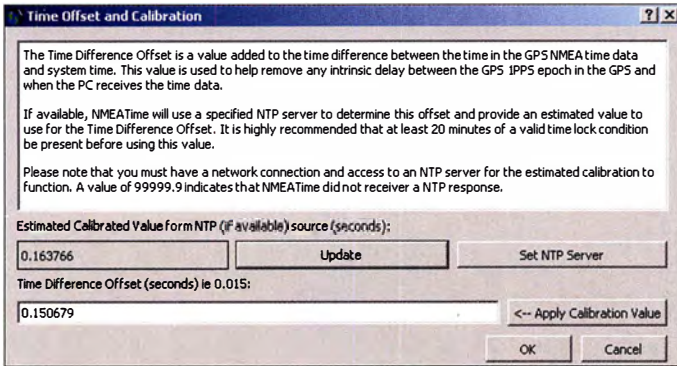 Time Offset and Calibration
? x
The Time Difference Offset is a value added to the time difference between the time in the GPS NMEA time data
and system time. This value is used to help remove any intrinsic delay between the GPS 1PPS epoch in the GPS and
when the PC receives the time data.
If available, NMEATime will use a specified NTP server to determine this offset and provide an estimated value to
use for the Time Difference Offset. It is highly recommended that at least 20 minutes of a valid time lock condition
be present before using this value.
Please note that you must have a network connection and access to an NTP server for the estimated calibration to
function. A value of 99999.9 indicates that NMEATime did not receiver a NTP response.
Estimated Calibrated Value form NTP (if available) source (seconds):
0.163766 Update Set NTP Server
Time Difference Offset (seconds) ie 0.015:
0.150679 <-- Apply Calibration Value
OK Cancel